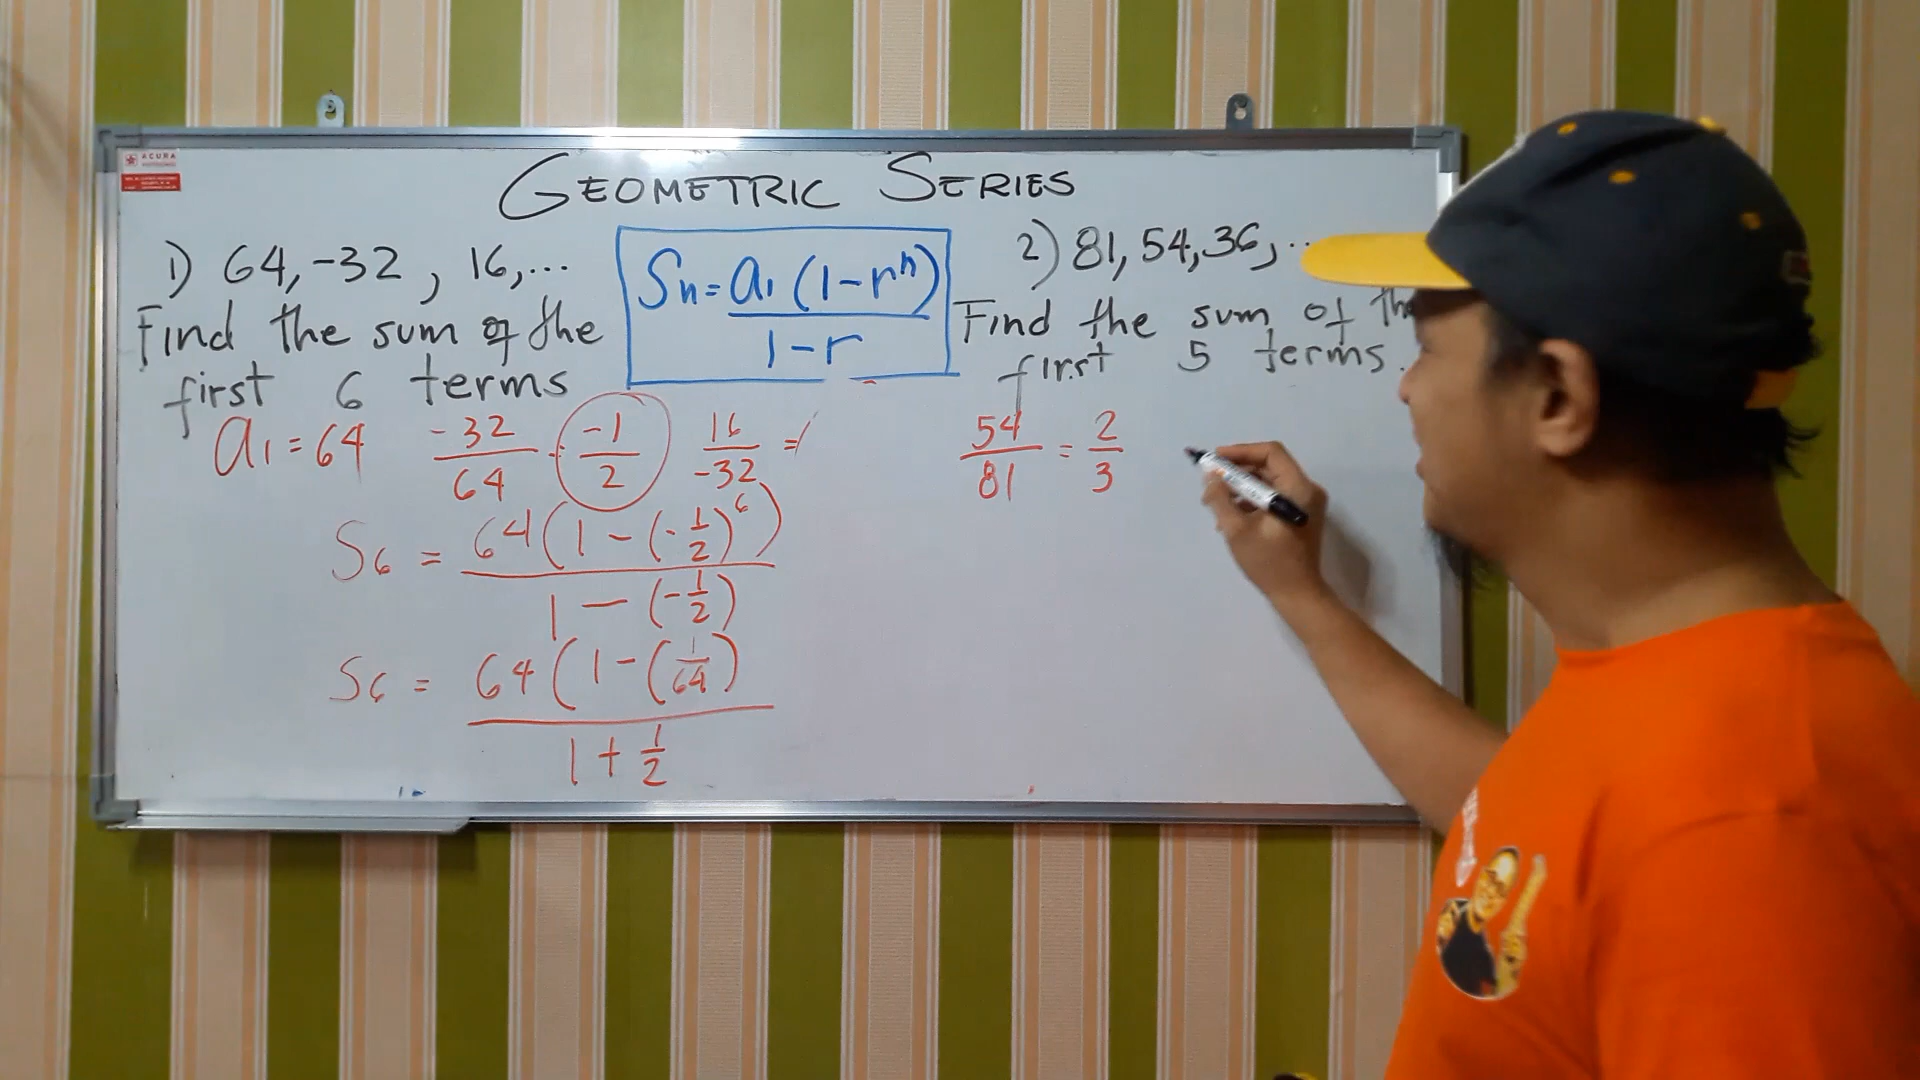 ACURA
GEOMETRIC SERIES
1) 64, -32, 16, ...
Find the sum of the
first 6 terms
Sn = a1 (1 - r^n) / 1 - r
2) 81, 54, 36, ...
Find the sum of the
first 5 terms.
a1 = 64 -32/64 = -1/2 16/-32 =
S6 = 64 (1 - (-1/2)^6) / 1 - (-1/2)
S6 = 64 (1 - (1/64) / 1 + 1/2
54/81 = 2/3